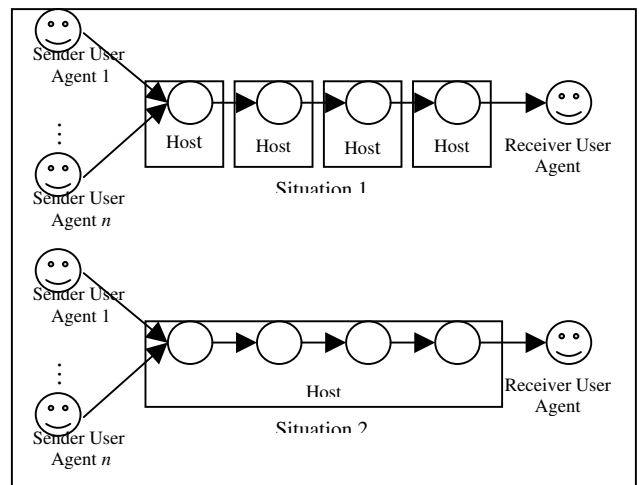 Sender User
Agent 1
⋮
Sender User
Agent n
Host
Host
Host
Host
Receiver User
Agent
Situation 1
Sender User
Agent 1
⋮
Sender User
Agent n
Host
Receiver User
Agent
Situation 2